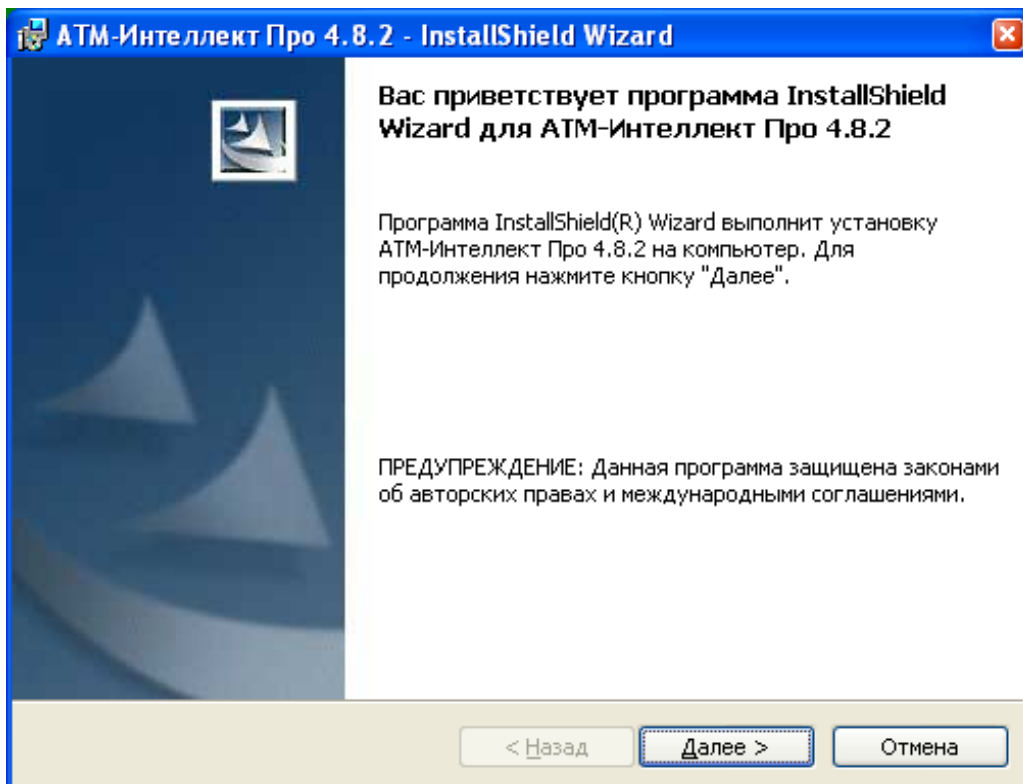 АТМ-Интеллект Про 4.8.2 - InstallShield Wizard
Вас приветствует программа InstallShield
Wizard для АТМ-Интеллект Про 4.8.2
Программа InstallShield(R) Wizard выполнит установку
АТМ-Интеллект Про 4.8.2 на компьютер. Для
продолжения нажмите кнопку "Далее".
ПРЕДУПРЕЖДЕНИЕ: Данная программа защищена законами
об авторских правах и международными соглашениями.
< Назад
Далее >
Отмена